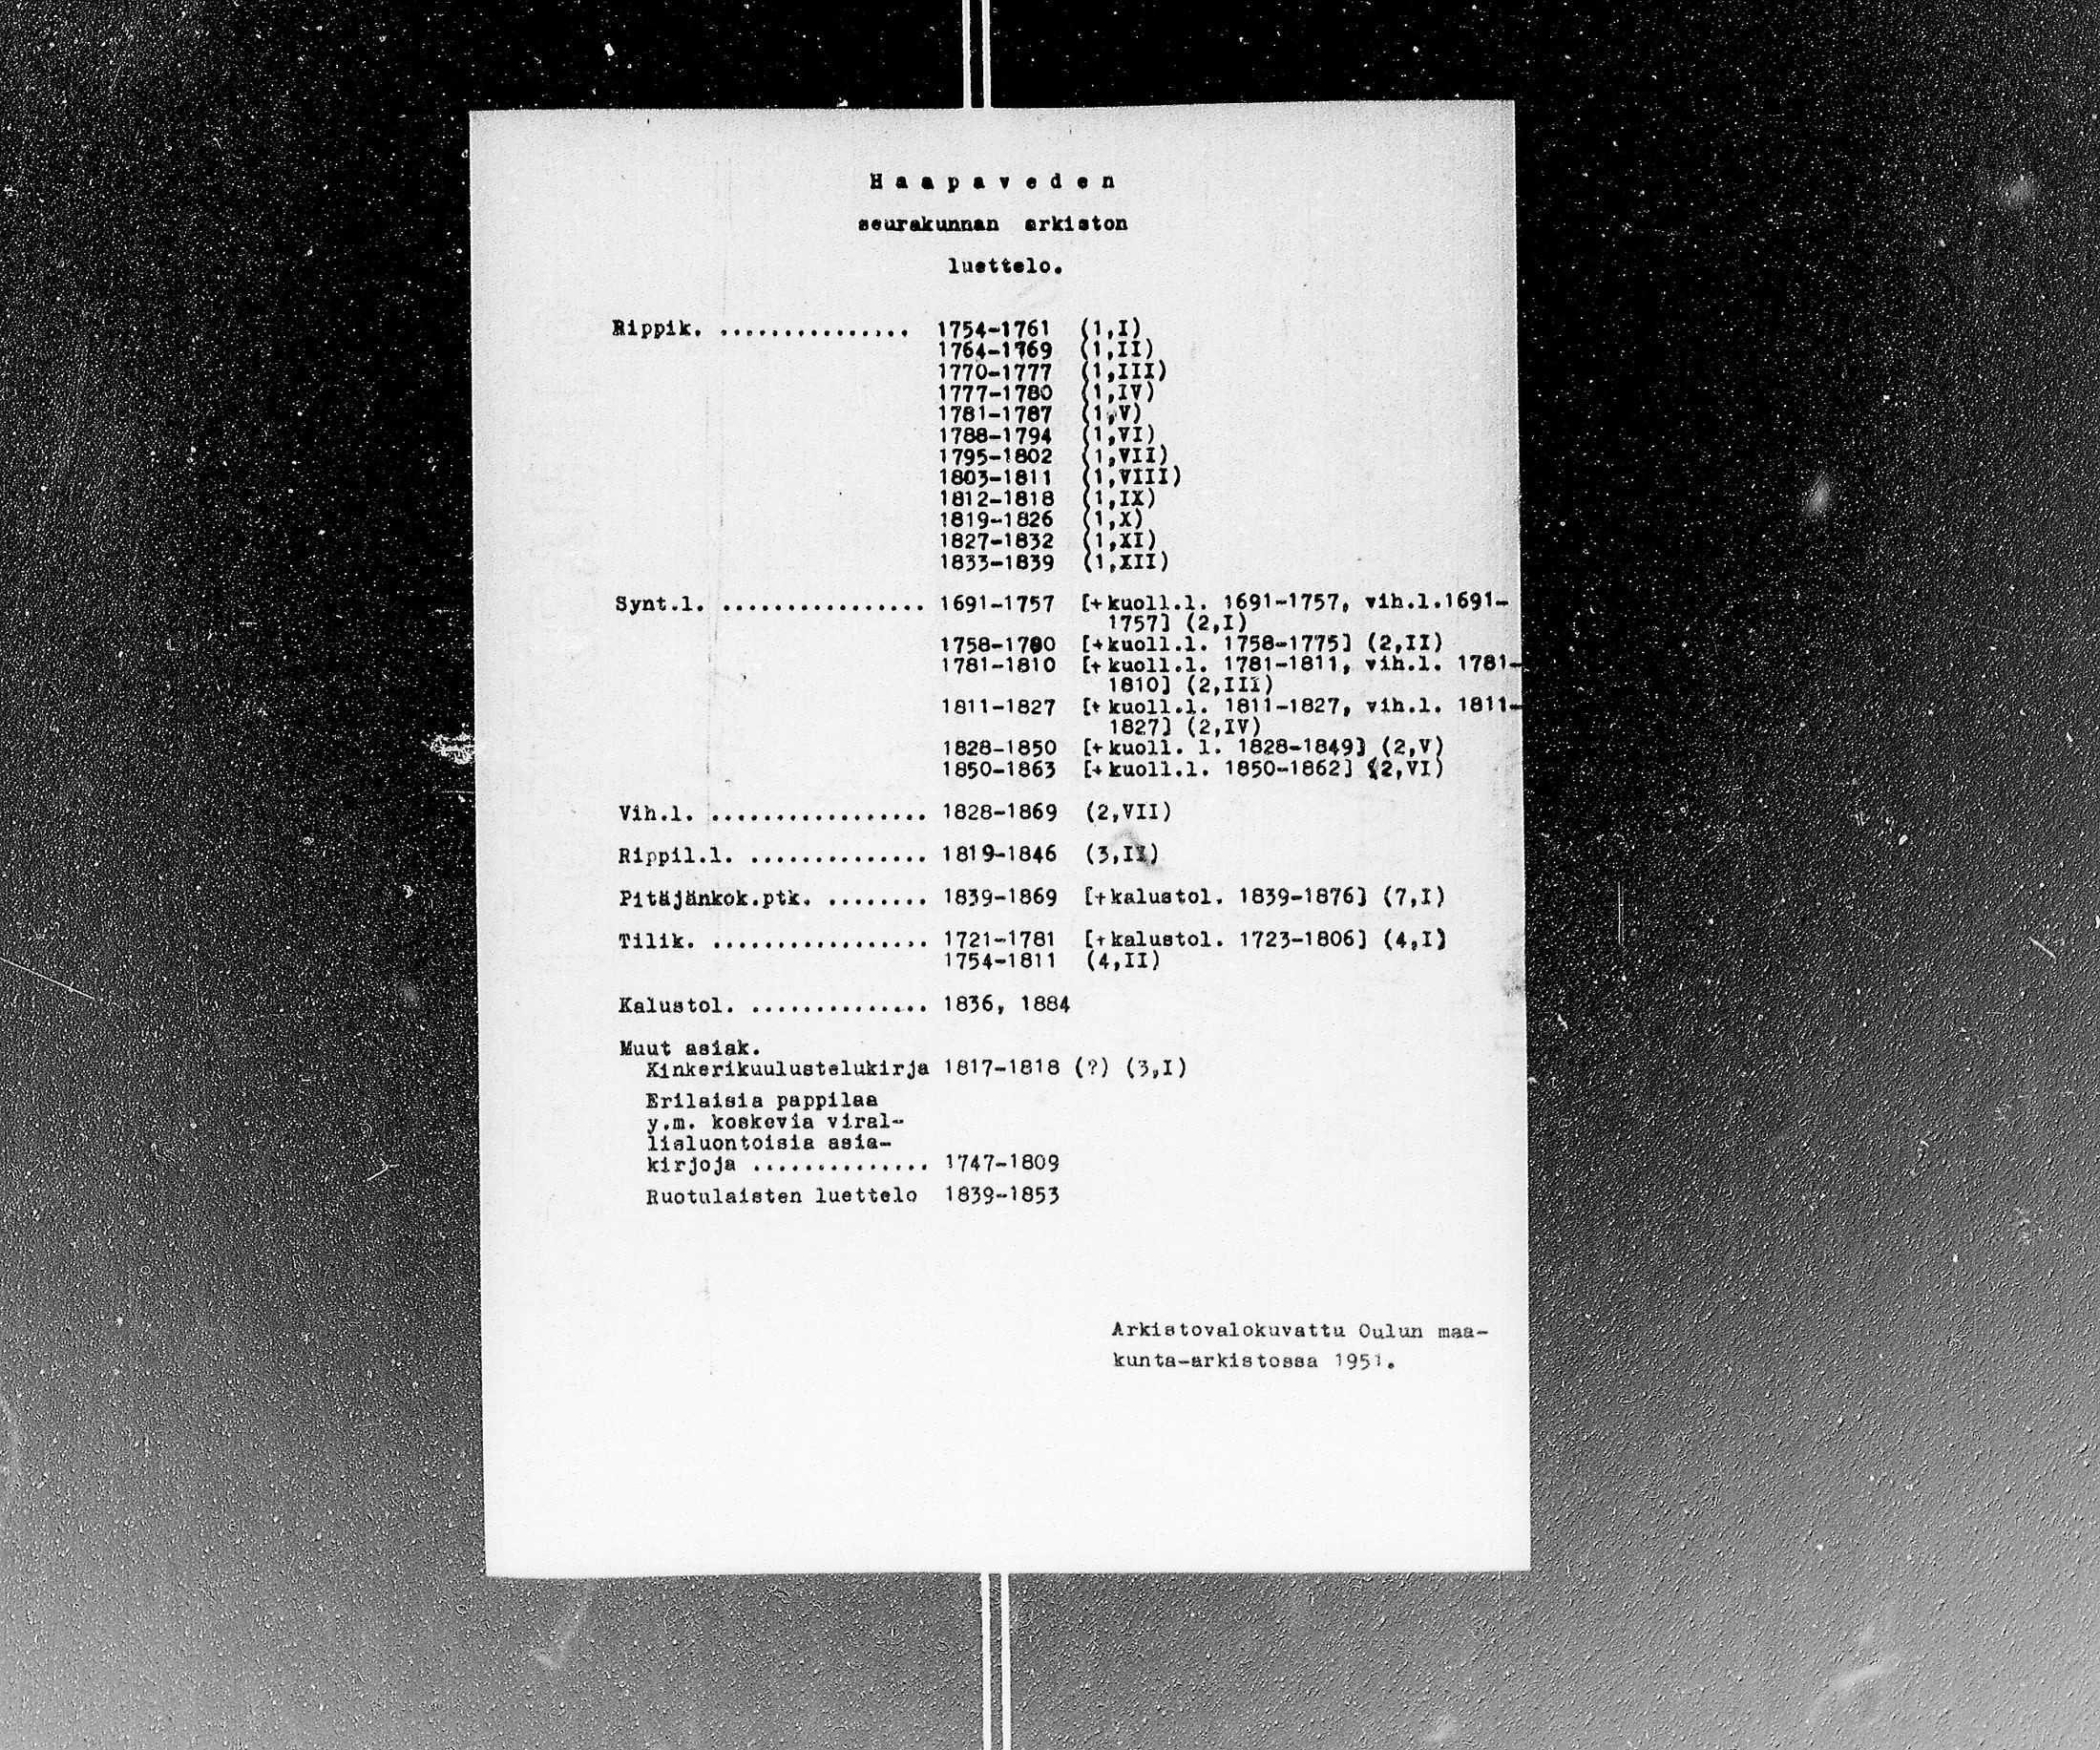 Haapaveden
seurakunnan arkiston
luettelo.
Rippik. ............... 1754-1761 (1,I)
1764-1769 (1,II)
1770-1777 (1,III)
1777-1780 (1,IV)
1781-1787 (1,V)
1788-1794 (1,VI)
1795-1802 (1,VII)
1803-1811 (1,VIII)
1812-1818 (1,IX)
1819-1826 (1,X)
1827-1832 (1,XI)
1833-1839 (1,XII)
Synt.l. ................ 1691-1757 [+kuoll.l. 1691-1757, vih.l.1691-
1757] (2,I)
1758-1780 [+kuoll.l. 1758-1775] (2,II)
1781-1810 [+kuoll.l. 1781-1811, vih.l. 1781-
1810] (2,III)
1811-1827 [+kuoll.l. 1811-1827, vih.l. 1811-
1827] (2,IV)
1828-1850 [+kuoll. l. 1828-1849] (2,V)
1850-1863 [+kuoll.l. 1850-1862] (2,VI)
Vih.l. ................. 1828-1869 (2,VII)
Rippil.l. .............. 1819-1846 (3,II)
Pitäjänkok.ptk. ........ 1839-1869 [+kalustol. 1839-1876] (7,I)
Tilik. ................. 1721-1781 [+kalustol. 1723-1806] (4,I)
1754-1811 (4,II)
Kalustol. .............. 1836, 1884
Muut asiak.
Kinkerikuulustelukirja 1817-1818 (?) (3,I)
Erilaisia pappilaa
y.m. koskevia viral-
lisluontoisia asia-
kirjoja .............. 1747-1809
Ruotulaisten luettelo 1839-1853
Arkistovalokuvattu Oulun maa-
kunta-arkistossa 1951.